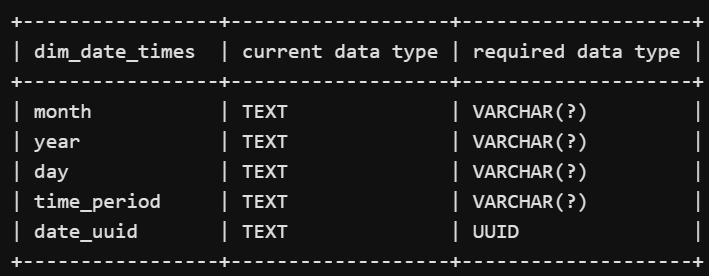 +-----------------+-------------------+--------------------+
| dim_date_times  | current data type | required data type |
+-----------------+-------------------+--------------------+
| month           | TEXT              | VARCHAR(?)         |
| year            | TEXT              | VARCHAR(?)         |
| day             | TEXT              | VARCHAR(?)         |
| time_period     | TEXT              | VARCHAR(?)         |
| date_uuid       | TEXT              | UUID               |
+-----------------+-------------------+--------------------+